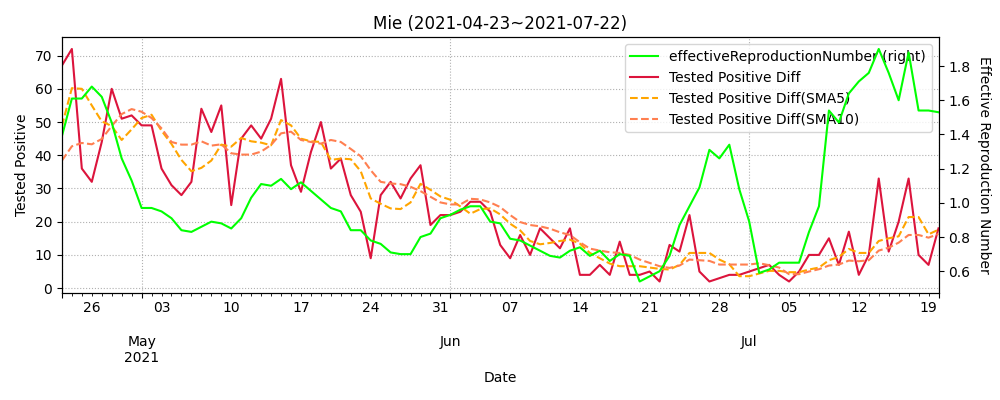 Mie (2021-04-23~2021-07-22)
effectiveReproductionNumber (right)
Tested Positive Diff
Tested Positive Diff(SMA5)
Tested Positive Diff(SMA10)
Tested Positive
70
60
50
40
30
20
10
0
1.8
1.6
1.4
1.2
1.0
0.8
0.6
Effective Reproduction Number
26 03 10 17 24 31 07 14 21 28 05 12 19
May Jun Jul
2021
Date